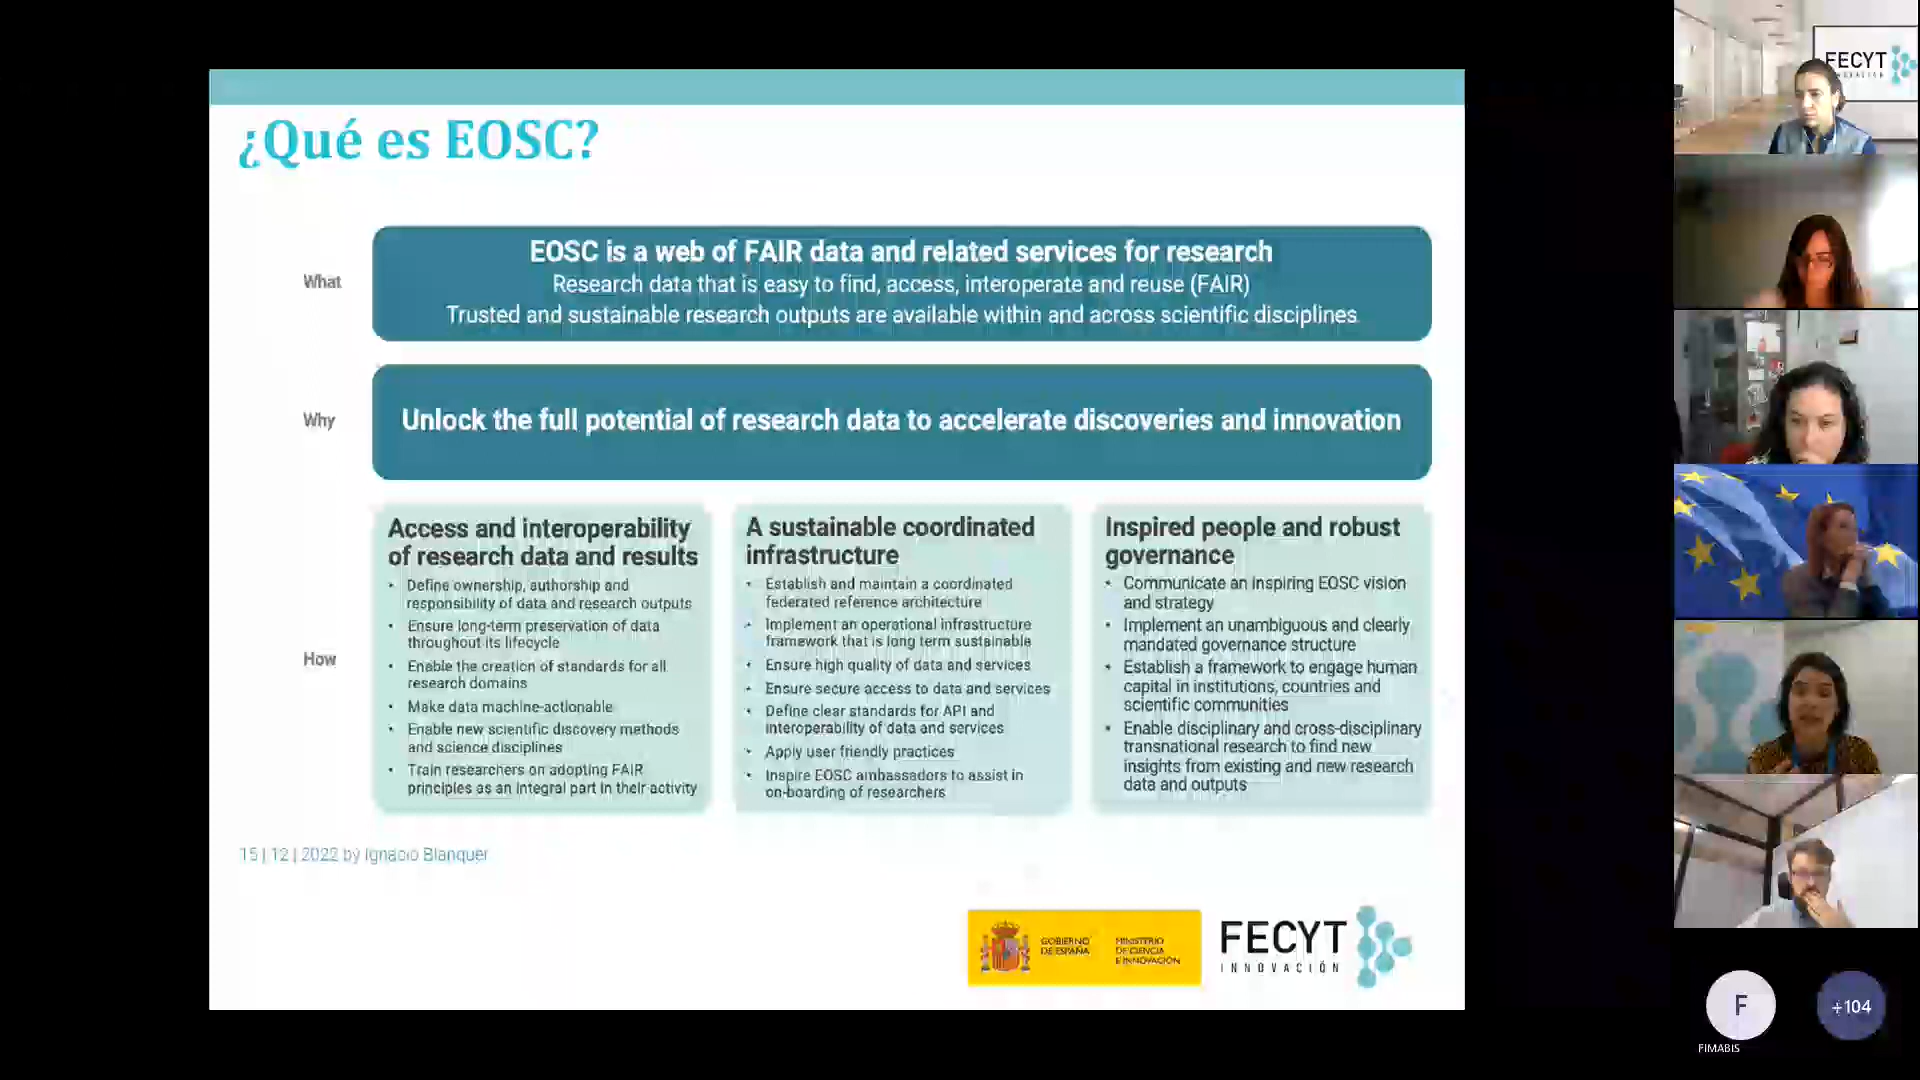 ¿Qué es EOSC?
What
EOSC is a web of FAIR data and related services for research
Research data that is easy to find, access, interoperate and reuse (FAIR)
Trusted and sustainable research outputs are available within and across scientific disciplines
Why
Unlock the full potential of research data to accelerate discoveries and innovation
How
Access and interoperability
of research data and results
• Define ownership, authorship and
responsibility of data and research outputs
• Ensure long-term preservation of data
throughout its lifecycle
• Enable the creation of standards for all
research domains
• Make data machine-actionable
• Enable new scientific discovery methods
and science disciplines
• Train researchers on adopting FAIR
principles as an integral part in their activity
A sustainable coordinated
infrastructure
• Establish and maintain a coordinated
federated reference architecture
• Implement an operational infrastructure
framework that is long term sustainable
• Ensure high quality of data and services
• Ensure secure access to data and services
• Define clear standards for API and
interoperability of data and services
• Apply user friendly practices
• Inspire EOSC ambassadors to assist in
on-boarding of researchers
Inspired people and robust
governance
• Communicate an inspiring EOSC vision
and strategy
• Implement an unambiguous and clearly
mandated governance structure
• Establish a framework to engage human
capital in institutions, countries and
scientific communities
• Enable disciplinary and cross-disciplinary
transnational research to find new
insights from existing and new research
data and outputs
15 | 12 | 2022 by Ignacio Blanquer
GOBIERNO
DE ESPAÑA
MINISTERIO
DE CIENCIA
E INNOVACIÓN
FECYT
INNOVACIÓN
FECYT
F
+104
FIMABIS